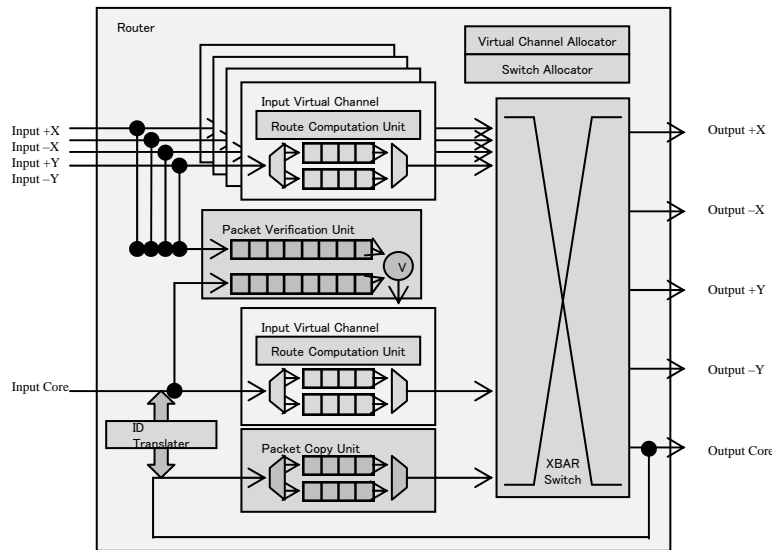 Router
Virtual Channel Allocator
Switch Allocator
Input Virtual Channel
Route Computation Unit
Input +X
Input –X
Input +Y
Input –Y
Output +X
Output –X
Output +Y
Output –Y
Packet Verification Unit
V
Input Virtual Channel
Route Computation Unit
Input Core
ID
Translater
Packet Copy Unit
XBAR
Switch
Output Core